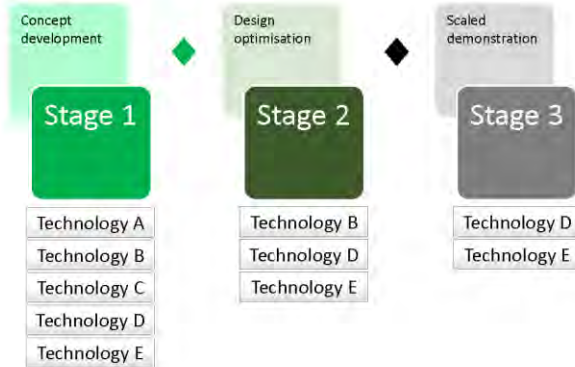 Concept
development
Stage 1
Technology A
Technology B
Technology C
Technology D
Technology E
Design
optimisation
Stage 2
Technology B
Technology D
Technology E
Scaled
demonstration
Stage 3
Technology D
Technology E